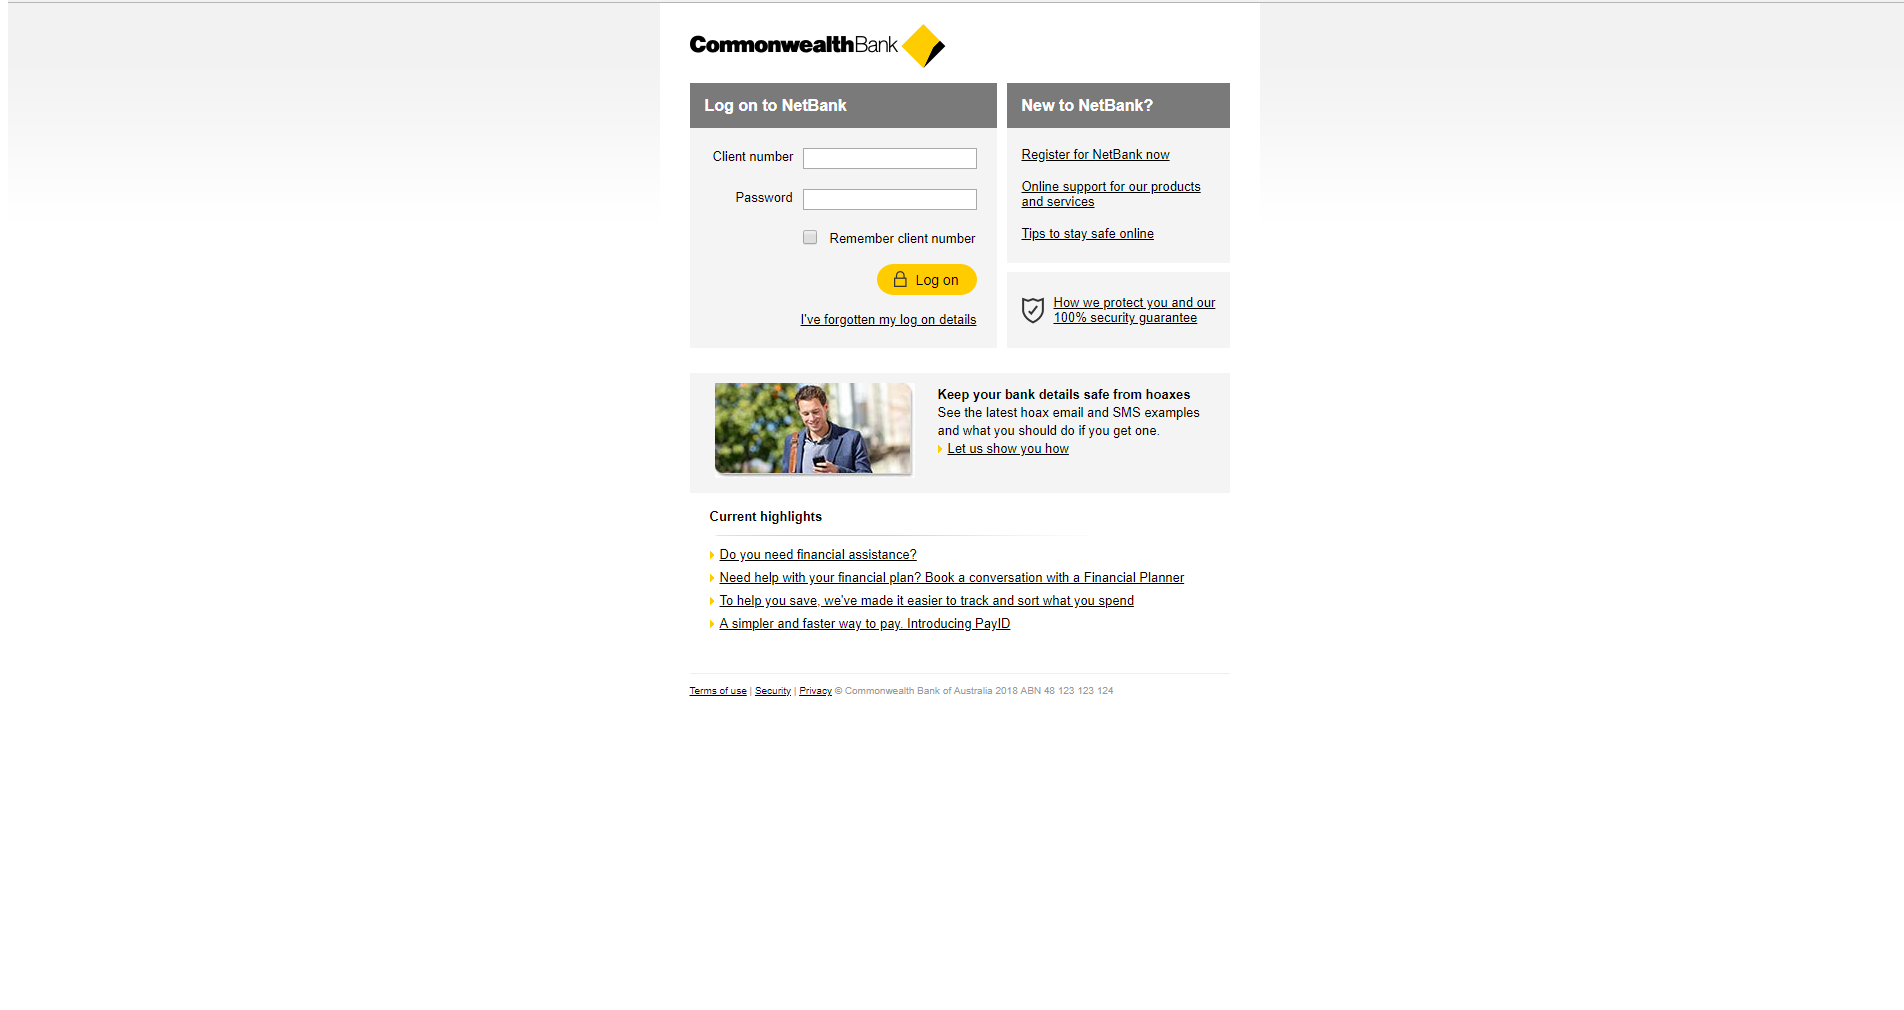 CommonwealthBank
Log on to NetBank
Client number
Password
Remember client number
Log on
I've forgotten my log on details
New to NetBank?
Register for NetBank now
Online support for our products
and services
Tips to stay safe online
How we protect you and our
100% security guarantee
Keep your bank details safe from hoaxes
See the latest hoax email and SMS examples
and what you should do if you get one.
Let us show you how
Current highlights
Do you need financial assistance?
Need help with your financial plan? Book a conversation with a Financial Planner
To help you save, we've made it easier to track and sort what you spend
A simpler and faster way to pay. Introducing PayID
Terms of use | Security | Privacy © Commonwealth Bank of Australia 2018 ABN 48 123 123 124